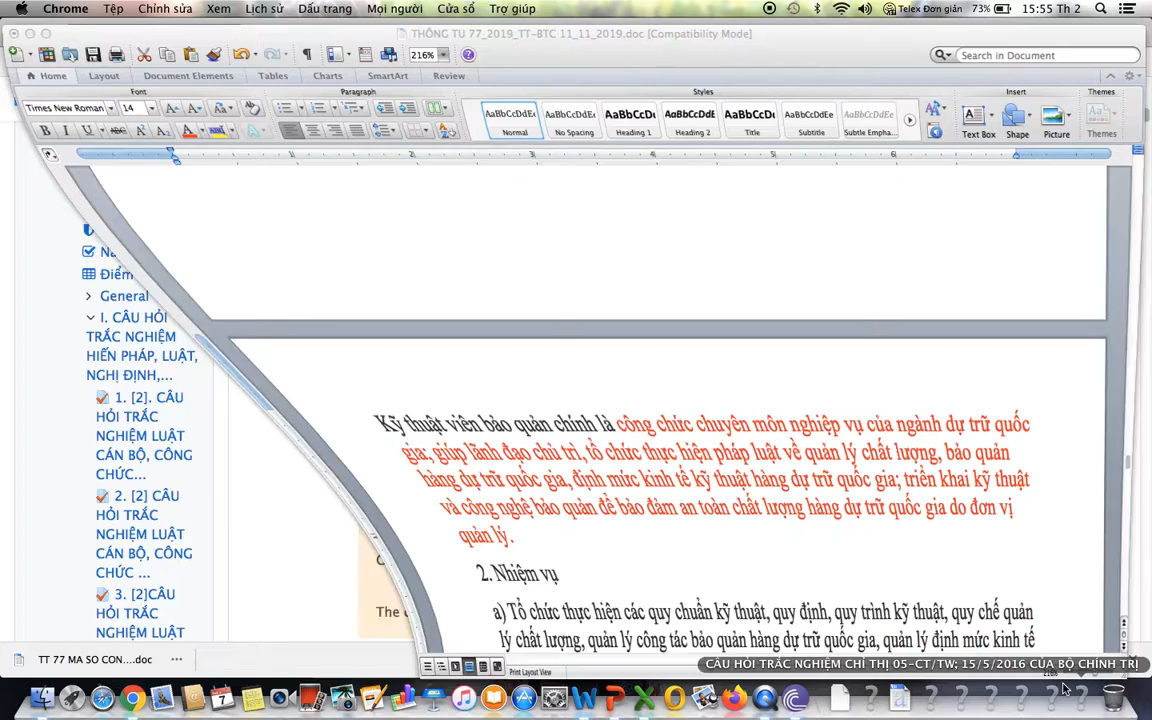 Chrome Tệp Chỉnh sửa Xem Lịch sử Dấu trang Mọi người Cửa sổ Trợ giúp Telex Đơn giản 73% 15:55 Th 2
THÔNG TU 77_2019_TT-BTC 11_11_2019.doc [Compatibility Mode]
216% Search in Document
Home Layout Document Elements Tables Charts SmartArt Review
Font Paragraph Styles Insert Themes
Times New Roman 14
AaBbCcDdEe AaBbCcDdEe AaBbCcDc AaBbCcDdEe AaBbC AaBbCcDdEe AaBbCcDdEe
Normal No Spacing Heading 1 Heading 2 Title Subtitle Subtle Empha... Text Box Shape Picture Themes
1 2 3 4 5 6
Điểm
General
I. CÂU HỎI
TRẮC NGHIỆM
HIẾN PHÁP, LUẬT,
NGHỊ ĐỊNH,...
1. [2]. CÂU
HỎI TRẮC
NGHIỆM LUẬT
CÁN BỘ, CÔNG
CHỨC...
2. [2] CÂU
HỎI TRẮC
NGHIỆM LUẬT
CÁN BỘ, CÔNG
CHỨC ...
3. [2]CÂU
HỎI TRẮC
NGHIỆM LUẬT
Kỹ thuật viên bảo quản chính là công chức chuyên môn nghiệp vụ của ngành dự trữ quốc
gia, giúp lãnh đạo chủ trì, tổ chức thực hiện pháp luật về quản lý chất lượng, bảo quản
hàng dự trữ quốc gia, định mức kinh tế kỹ thuật hàng dự trữ quốc gia; triển khai kỹ thuật
và công nghệ bảo quản để bảo đảm an toàn chất lượng hàng dự trữ quốc gia do đơn vị
quản lý.
2. Nhiệm vụ
a) Tổ chức thực hiện các quy chuẩn kỹ thuật, quy định, quy trình kỹ thuật, quy chế quản
lý chất lượng, quản lý công tác bảo quản hàng dự trữ quốc gia, quản lý định mức kinh tế
The
TT 77 MA SO CON....doc
Print Layout View
CÂU HỎI TRẮC NGHIỆM CHỈ THỊ 05-CT/TW; 15/5/2016 CỦA BỘ CHÍNH TRỊ
216%
7